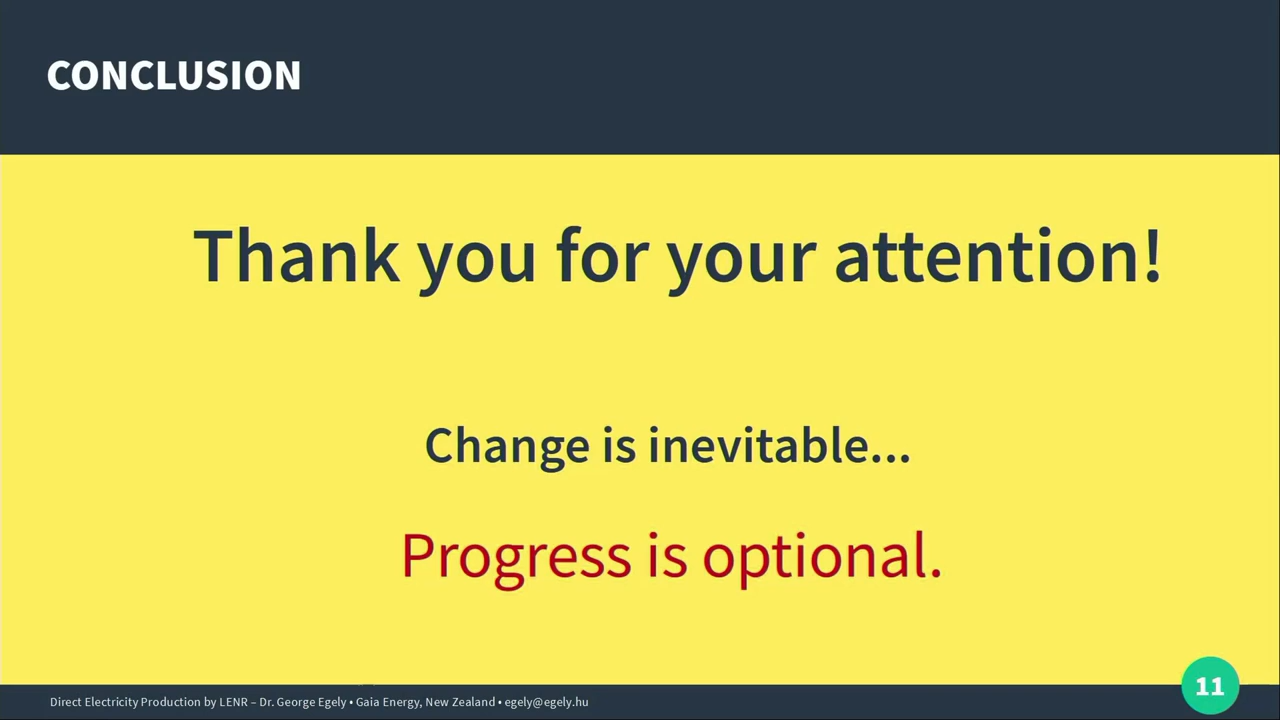 CONCLUSION
Thank you for your attention!
Change is inevitable...
Progress is optional.
Direct Electricity Production by LENR – Dr. George Egely • Gaia Energy, New Zealand • egely@egely.hu
11